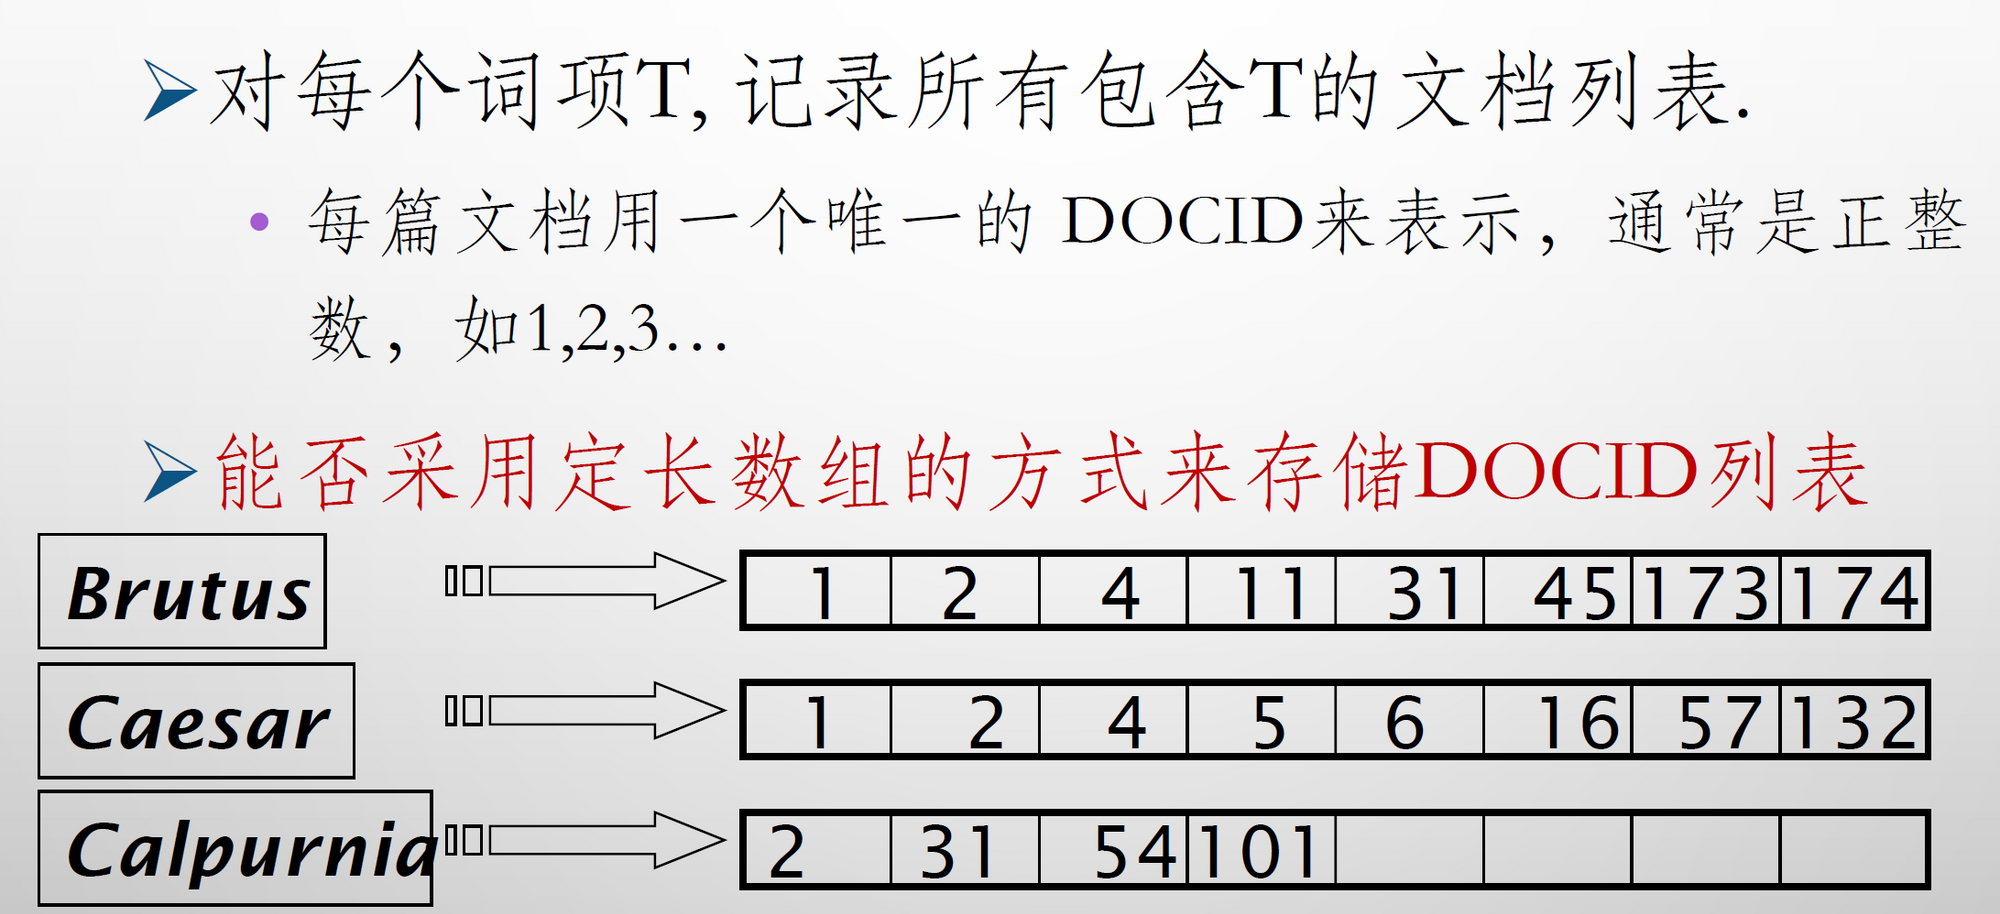 对每个词项T, 记录所有包含T的文档列表.
每篇文档用一个唯一的 DOCID来表示，通常是正整
数，如1,2,3…
能否采用定长数组的方式来存储DOCID列表
Brutus 1 2 4 11 31 45 173 174
Caesar 1 2 4 5 6 16 57 132
Calpurnia 2 31 54 101